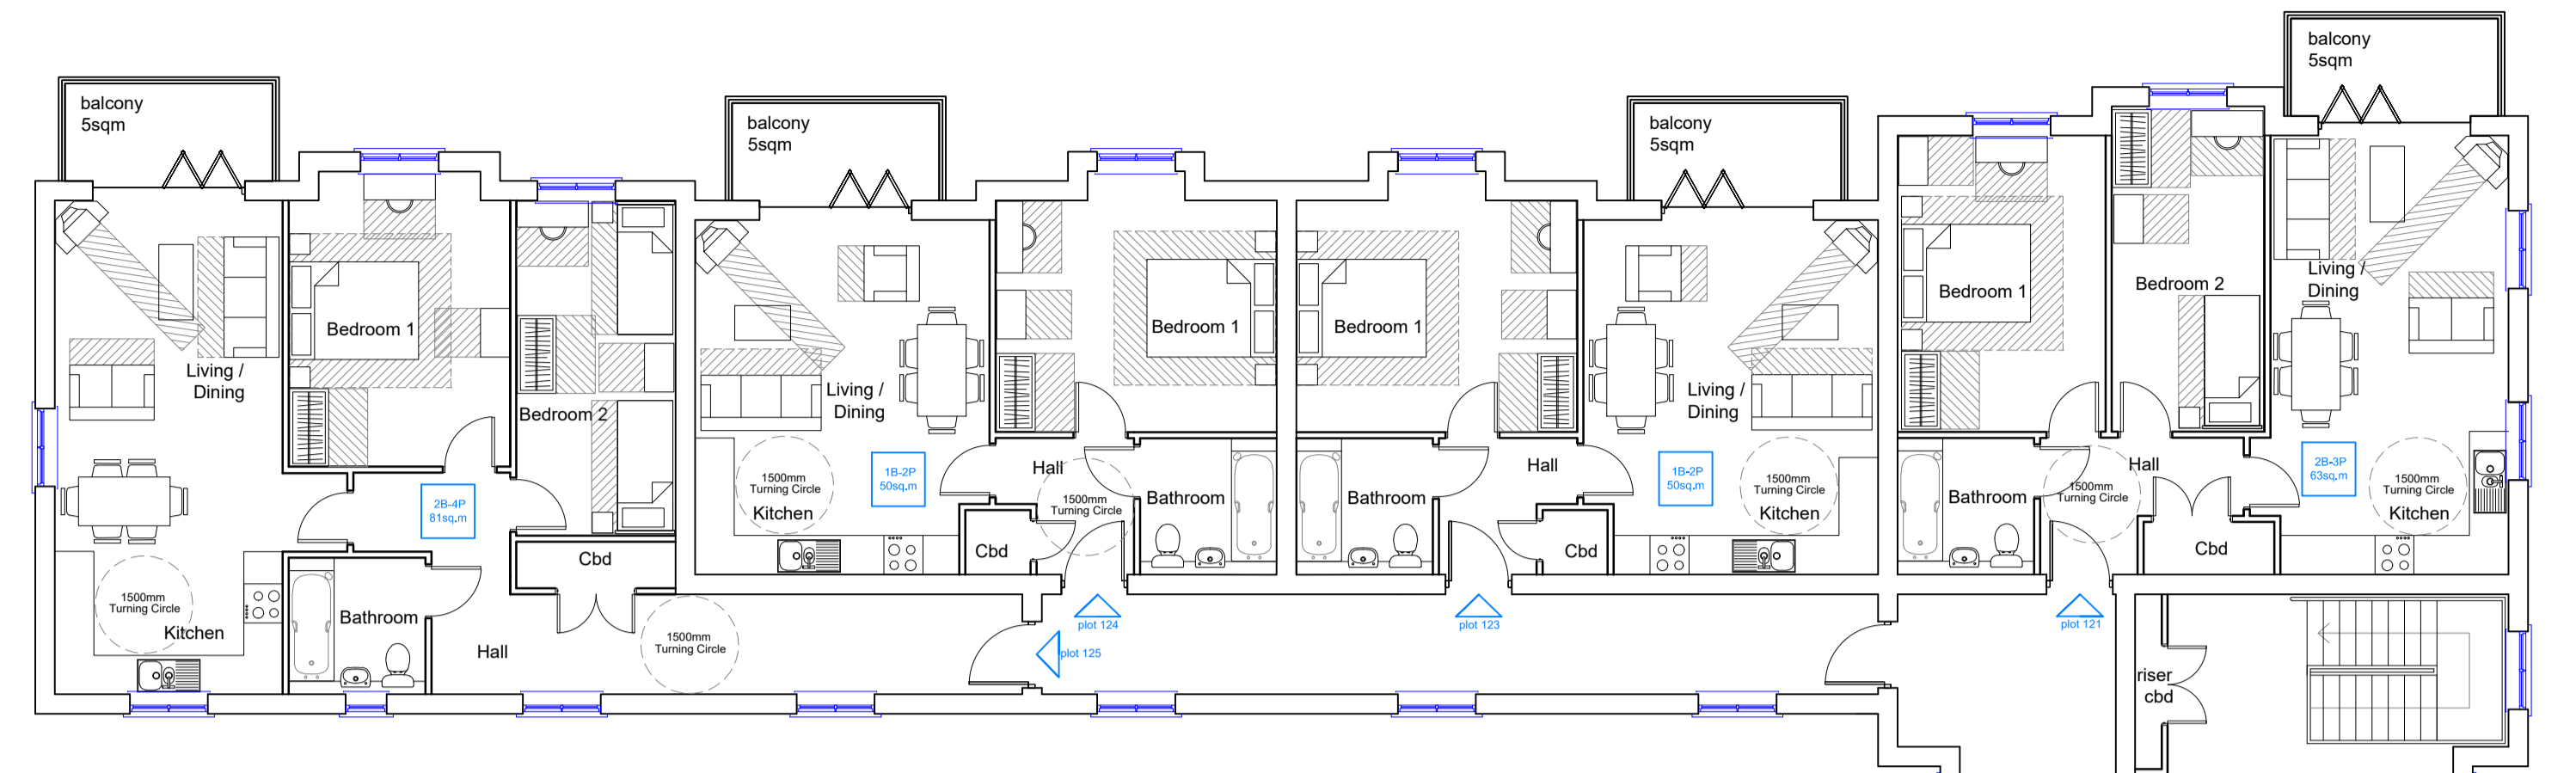 balcony
5sqm
Living /
Dining
Bedroom 1
Bedroom 2
2B-4P
81sq.m
1500mm
Turning Circle
Kitchen
Bathroom
Cbd
Hall
1500mm
Turning Circle
plot 125
balcony
5sqm
Living /
Dining
1500mm
Turning Circle
Kitchen
1B-2P
50sq.m
Bedroom 1
Hall
1500mm
Turning Circle
Cbd
Bathroom
plot 124
Bedroom 1
Bathroom
Hall
Cbd
plot 123
balcony
5sqm
Living /
Dining
1B-2P
50sq.m
1500mm
Turning Circle
Kitchen
Bedroom 1
Bedroom 2
Bathroom
Hall
1500mm
Turning Circle
Cbd
plot 121
balcony
5sqm
Living /
Dining
2B-3P
63sq.m
1500mm
Turning Circle
Kitchen
riser
cbd